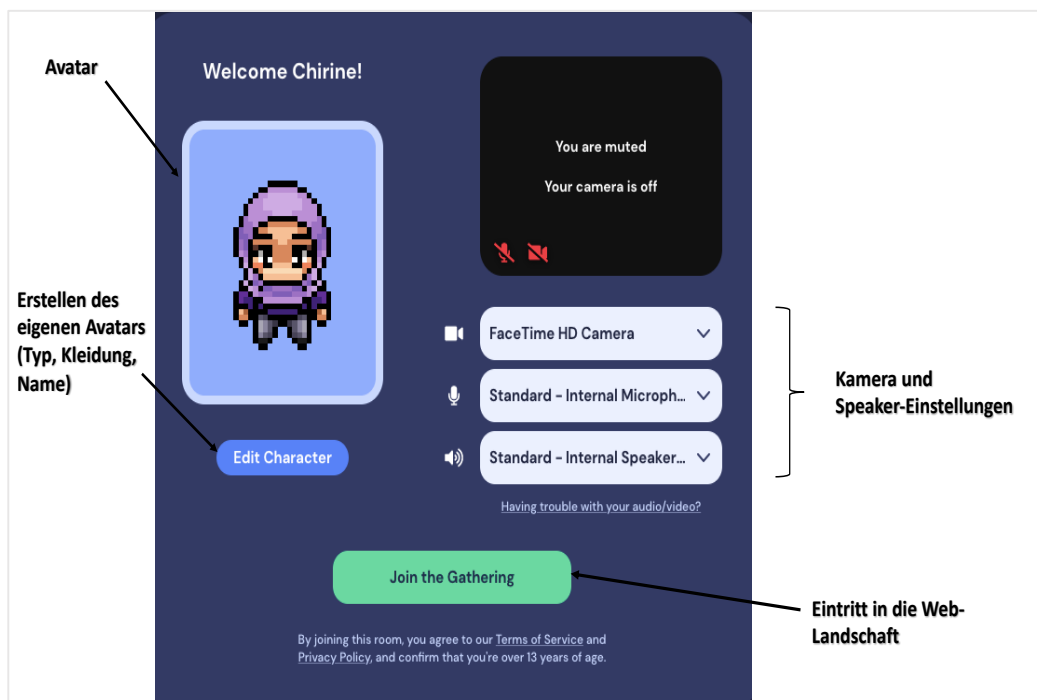 Avatar
Welcome Chirine!
You are muted
Your camera is off
Erstellen des
eigenen Avatars
(Typ, Kleidung,
Name)
Edit Character
FaceTime HD Camera
Standard – Internal Microph...
Standard – Internal Speaker...
Having trouble with your audio/video?
Kamera und
Speaker-Einstellungen
Join the Gathering
Eintritt in die Web-
Landschaft
By joining this room, you agree to our Terms of Service and
Privacy Policy, and confirm that you're over 13 years of age.